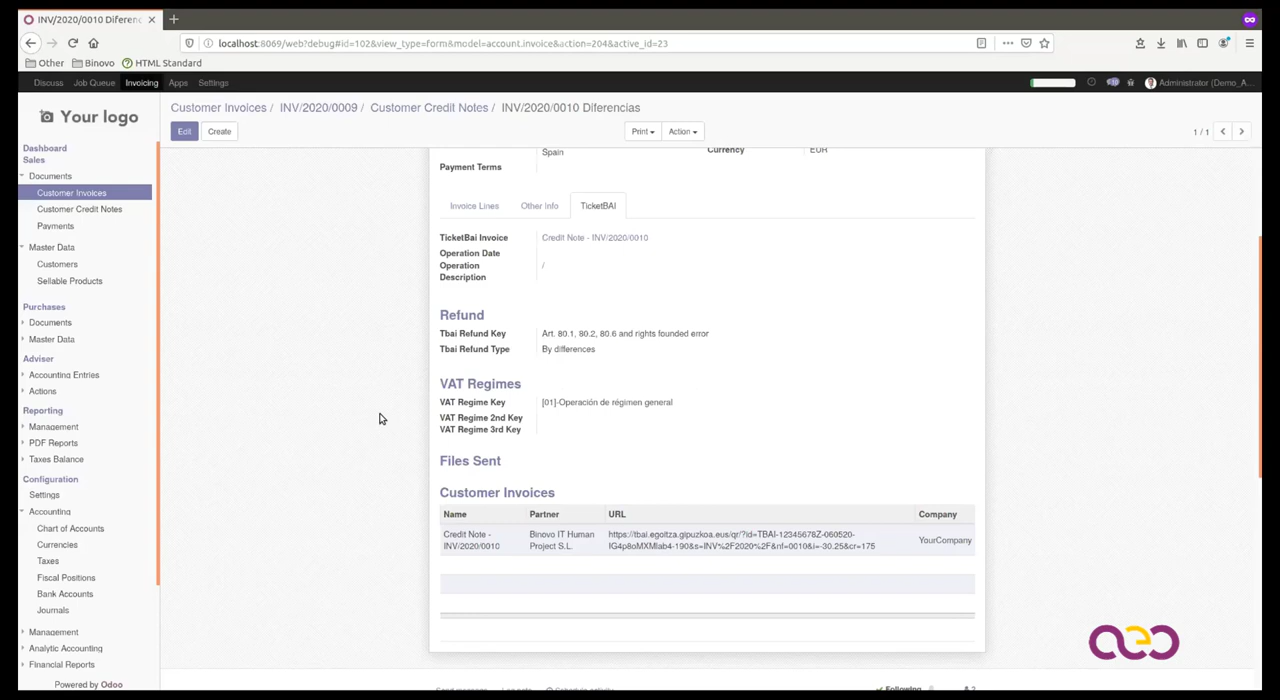 INV/2020/0010 Diferenc
localhost:8069/web?debug#id=102&view_type=form&model=account.invoice&action=204&active_id=23
Other Binovo HTML Standard
Discuss Job Queue Invoicing Apps Settings
Administrator (Demo_A...
Your logo
Customer Invoices / INV/2020/0009 / Customer Credit Notes / INV/2020/0010 Diferencias
Edit Create Print Action 1 / 1
Dashboard
Sales
Documents
Customer Invoices
Customer Credit Notes
Payments
Master Data
Customers
Sellable Products
Purchases
Documents
Master Data
Adviser
Accounting Entries
Actions
Reporting
Management
PDF Reports
Taxes Balance
Configuration
Settings
Accounting
Chart of Accounts
Currencies
Taxes
Fiscal Positions
Bank Accounts
Journals
Management
Analytic Accounting
Financial Reports
Powered by Odoo
Spain
Currency EUR
Payment Terms
Invoice Lines Other Info TicketBAI
TicketBai Invoice Credit Note - INV/2020/0010
Operation Date
Operation /
Description
Refund
Tbai Refund Key Art. 80.1, 80.2, 80.6 and rights founded error
Tbai Refund Type By differences
VAT Regimes
VAT Regime Key [01]-Operación de régimen general
VAT Regime 2nd Key
VAT Regime 3rd Key
Files Sent
Customer Invoices
Name Partner URL Company
Credit Note - Binovo IT Human https://tbai.egoitza.gipuzkoa.eus/qr/?id=TBAI-12345678Z-060520-
INV/2020/0010 Project S.L. IG4p8oMXMlab4-190&s=INV%2F2020%2F&nf=0010&i=-30.25&cr=175 YourCompany
Following